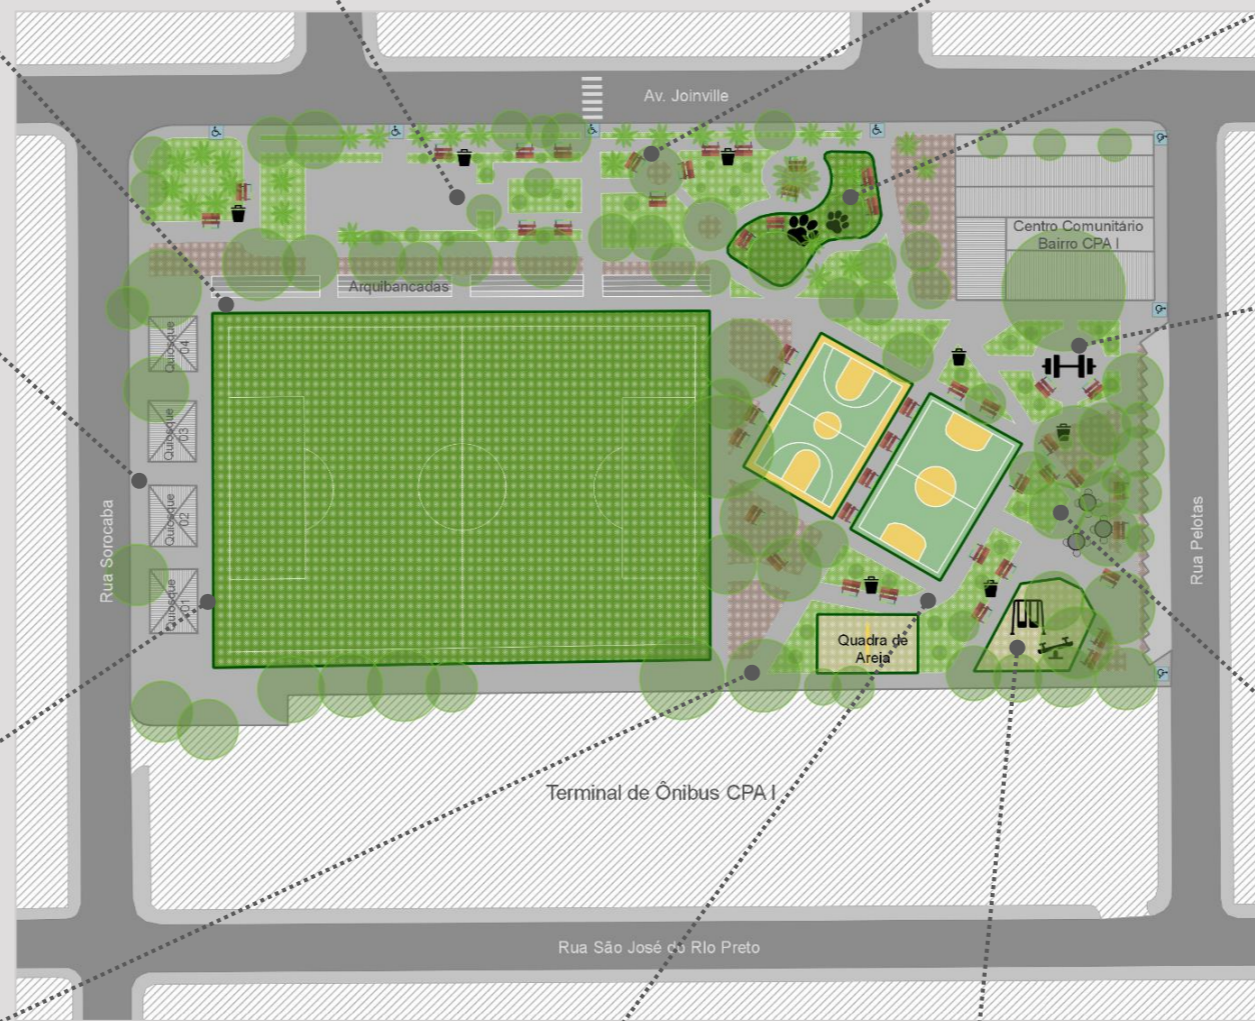 Av. Joinville
Centro Comunitário
Bairro CPA I
Arquibancadas
Quiosque
04
Quiosque
03
Quiosque
02
Quiosque
01
Rua Sorocaba
Rua Pelotas
Quadra de
Areia
Terminal de Ônibus CPA I
Rua São José do RIo Preto